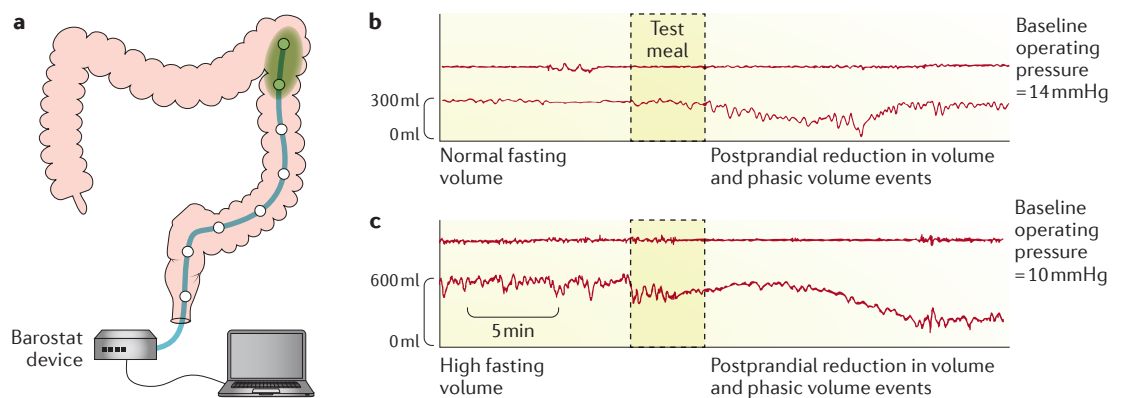 a
Barostat
device
b
Test
meal
300 ml
0 ml
Normal fasting
volume
Postprandial reduction in volume
and phasic volume events
Baseline
operating
pressure
= 14 mmHg
c
600 ml
5 min
0 ml
High fasting
volume
Postprandial reduction in volume
and phasic volume events
Baseline
operating
pressure
= 10 mmHg